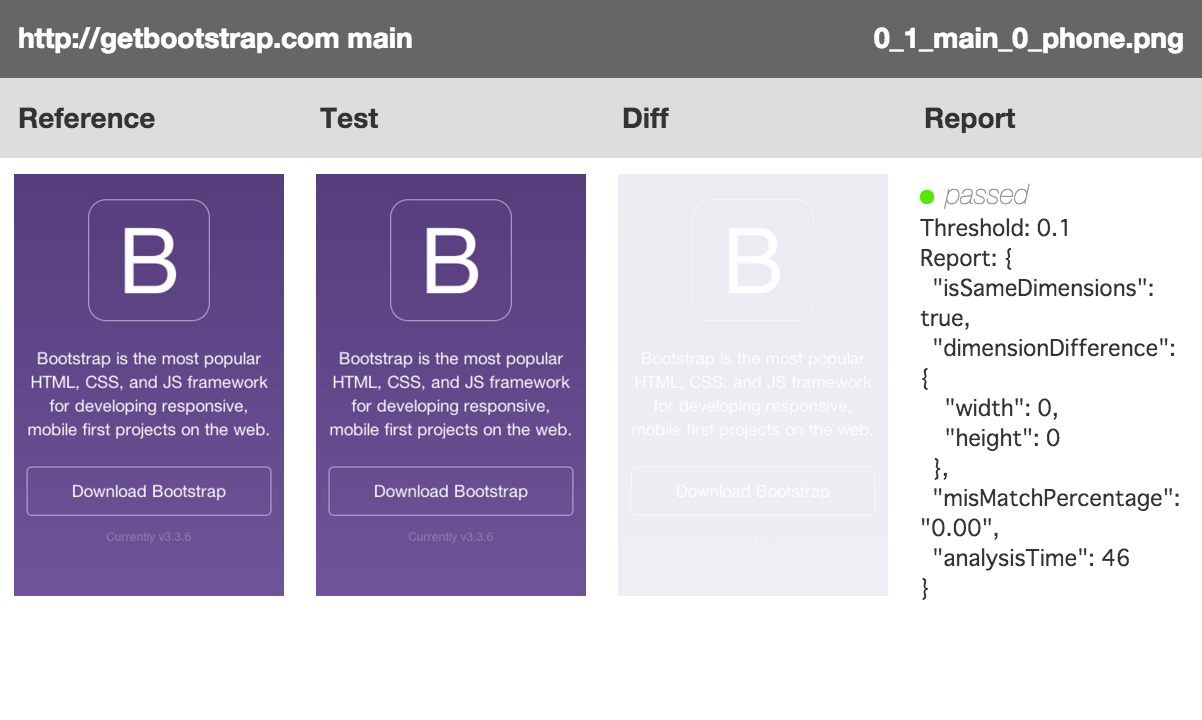 http://getbootstrap.com main
0_1_main_0_phone.png
Reference
Test
Diff
Report
B
Bootstrap is the most popular
HTML, CSS, and JS framework
for developing responsive,
mobile first projects on the web.
Download Bootstrap
Currently v3.3.6
B
Bootstrap is the most popular
HTML, CSS, and JS framework
for developing responsive,
mobile first projects on the web.
Download Bootstrap
Currently v3.3.6
B
Bootstrap is the most popular
HTML, CSS, and JS framework
for developing responsive,
mobile first projects on the web.
Download Bootstrap
passed
Threshold: 0.1
Report: {
"isSameDimensions":
true,
"dimensionDifference":
{
"width": 0,
"height": 0
},
"misMatchPercentage":
"0.00",
"analysisTime": 46
}